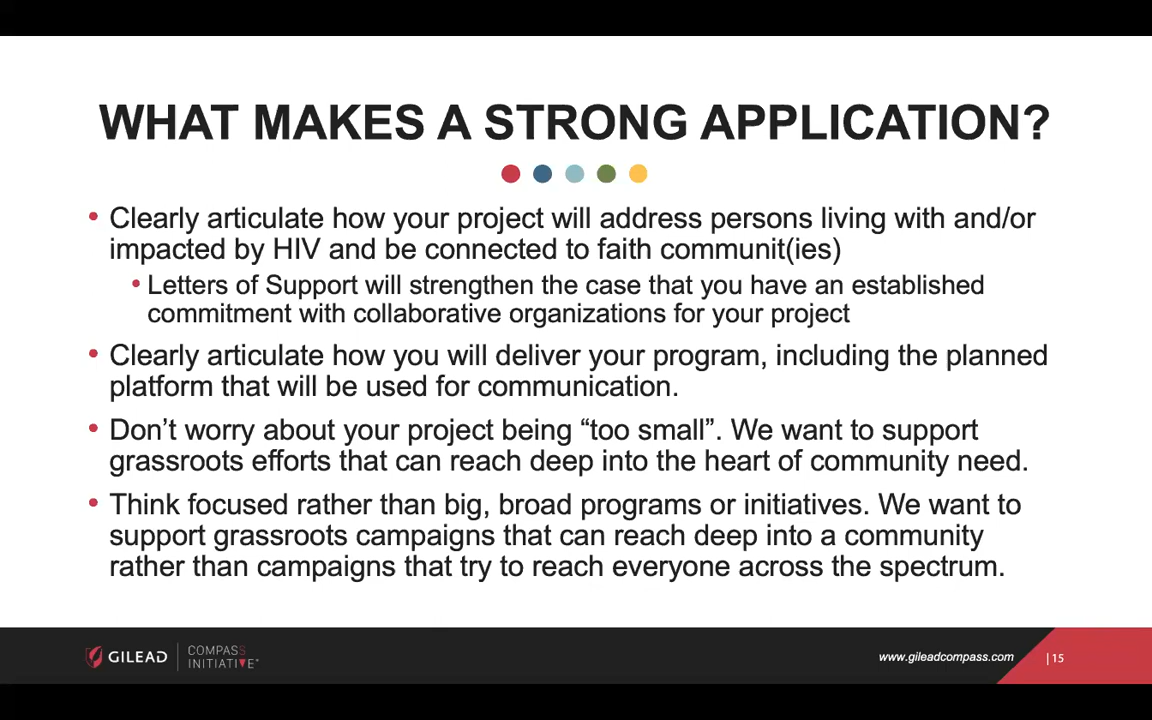 WHAT MAKES A STRONG APPLICATION?
• Clearly articulate how your project will address persons living with and/or
impacted by HIV and be connected to faith communit(ies)
• Letters of Support will strengthen the case that you have an established
commitment with collaborative organizations for your project
• Clearly articulate how you will deliver your program, including the planned
platform that will be used for communication.
• Don’t worry about your project being “too small”. We want to support
grassroots efforts that can reach deep into the heart of community need.
• Think focused rather than big, broad programs or initiatives. We want to
support grassroots campaigns that can reach deep into a community
rather than campaigns that try to reach everyone across the spectrum.
GILEAD
COMPASS
INITIATIVE
www.gileadcompass.com
| 15